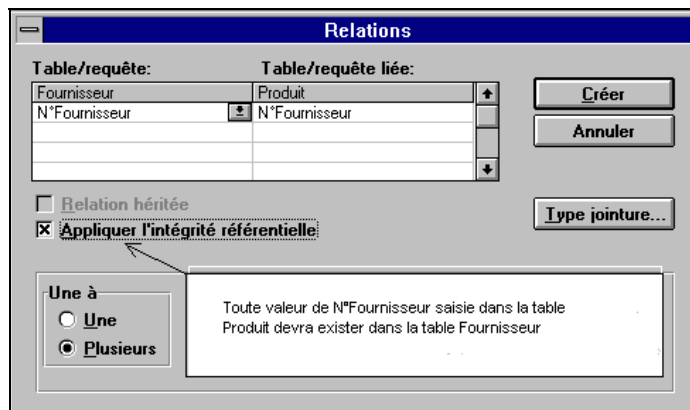 Relations
Table/requête: Table/requête liée:
Fournisseur Produit
N°Fournisseur N°Fournisseur
Créer
Annuler
Relation héritée
Appliquer l'intégrité référentielle
Type jointure...
Une à
Une
Plusieurs
Toute valeur de N°Fournisseur saisie dans la table
Produit devra exister dans la table Fournisseur